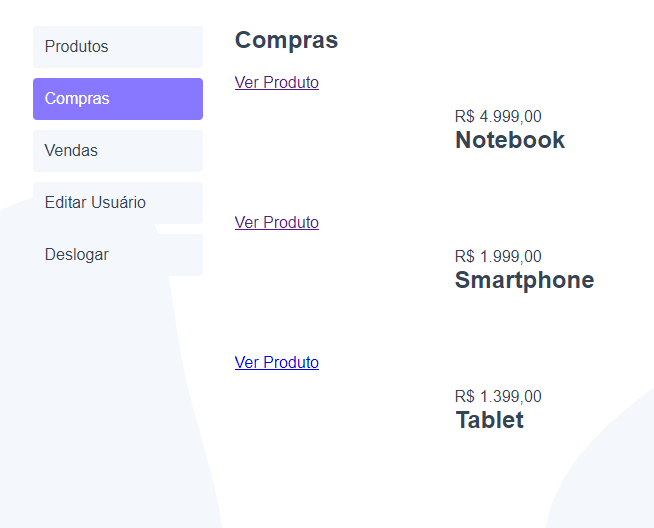 Produtos
Compras
Vendas
Editar Usuário
Deslogar
Compras
Ver Produto
R$ 4.999,00
Notebook
Ver Produto
R$ 1.999,00
Smartphone
Ver Produto
R$ 1.399,00
Tablet